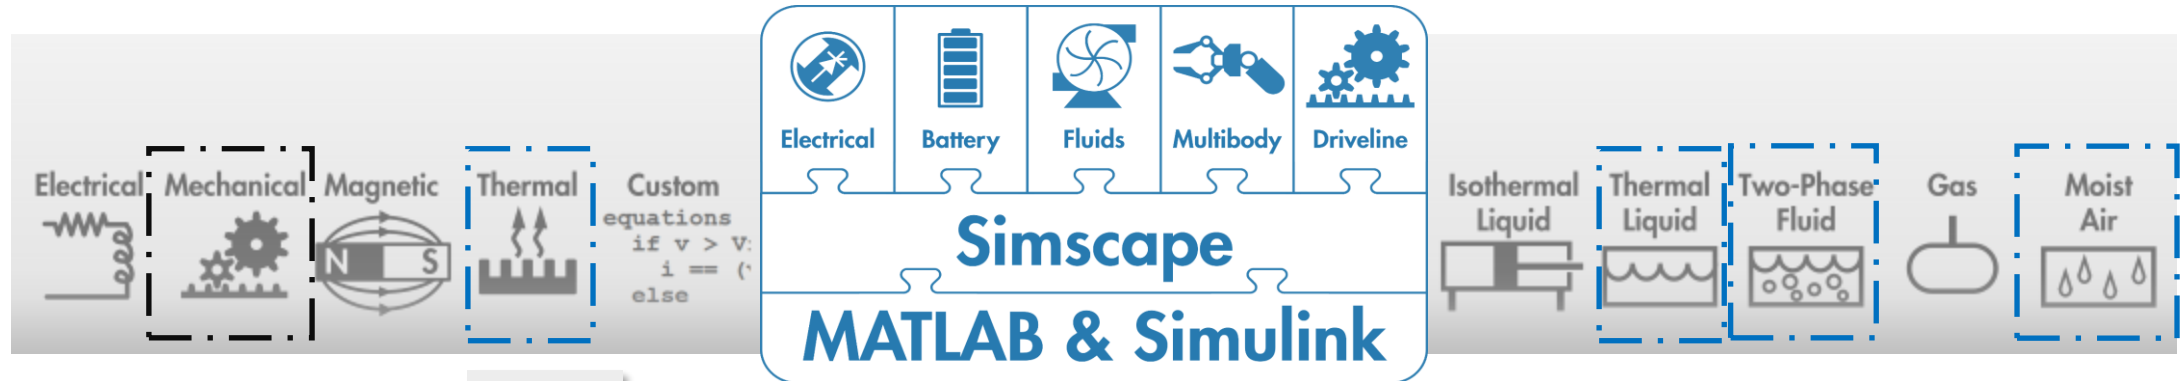 Electrical
Mechanical
Magnetic
N S
Thermal
Custom
equations
if v > V
i == (
else
Electrical
Battery
Fluids
Multibody
Driveline
Simscape
MATLAB & Simulink
Isothermal
Liquid
Thermal
Liquid
Two-Phase
Fluid
Gas
Moist
Air